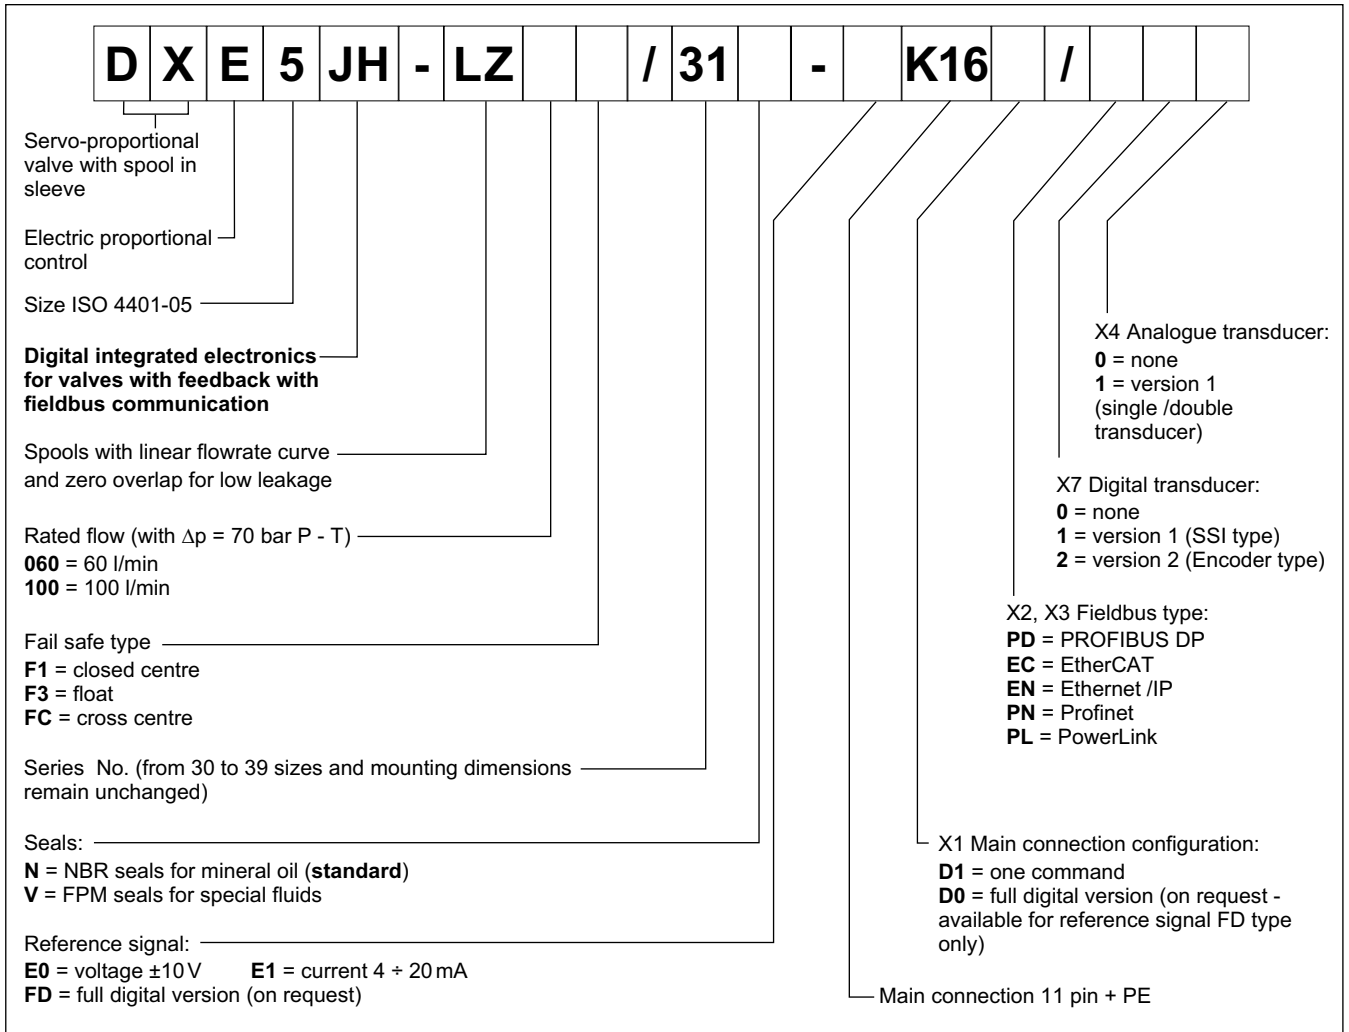 D X E 5 JH - LZ / 31 - K16 /
Servo-proportional
valve with spool in
sleeve
Electric proportional
control
Size ISO 4401-05
Digital integrated electronics
for valves with feedback with
fieldbus communication
Spools with linear flowrate curve
and zero overlap for low leakage
Rated flow (with Δp = 70 bar P - T)
060 = 60 l/min
100 = 100 l/min
Fail safe type
F1 = closed centre
F3 = float
FC = cross centre
Series No. (from 30 to 39 sizes and mounting dimensions
remain unchanged)
Seals:
N = NBR seals for mineral oil (standard)
V = FPM seals for special fluids
Reference signal:
E0 = voltage ±10 V E1 = current 4 ÷ 20 mA
FD = full digital version (on request)
X4 Analogue transducer:
0 = none
1 = version 1
(single /double
transducer)
X7 Digital transducer:
0 = none
1 = version 1 (SSI type)
2 = version 2 (Encoder type)
X2, X3 Fieldbus type:
PD = PROFIBUS DP
EC = EtherCAT
EN = Ethernet /IP
PN = Profinet
PL = PowerLink
X1 Main connection configuration:
D1 = one command
D0 = full digital version (on request -
available for reference signal FD type
only)
Main connection 11 pin + PE